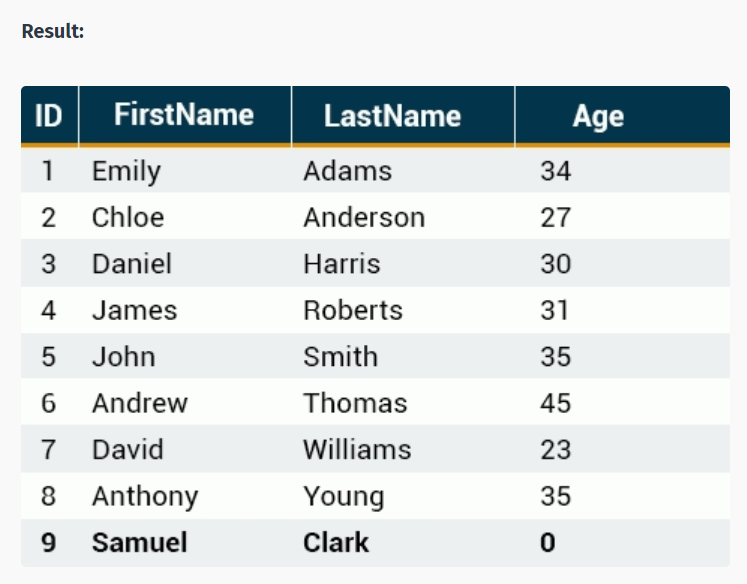 Result:
ID FirstName LastName Age
1 Emily Adams 34
2 Chloe Anderson 27
3 Daniel Harris 30
4 James Roberts 31
5 John Smith 35
6 Andrew Thomas 45
7 David Williams 23
8 Anthony Young 35
9 Samuel Clark 0